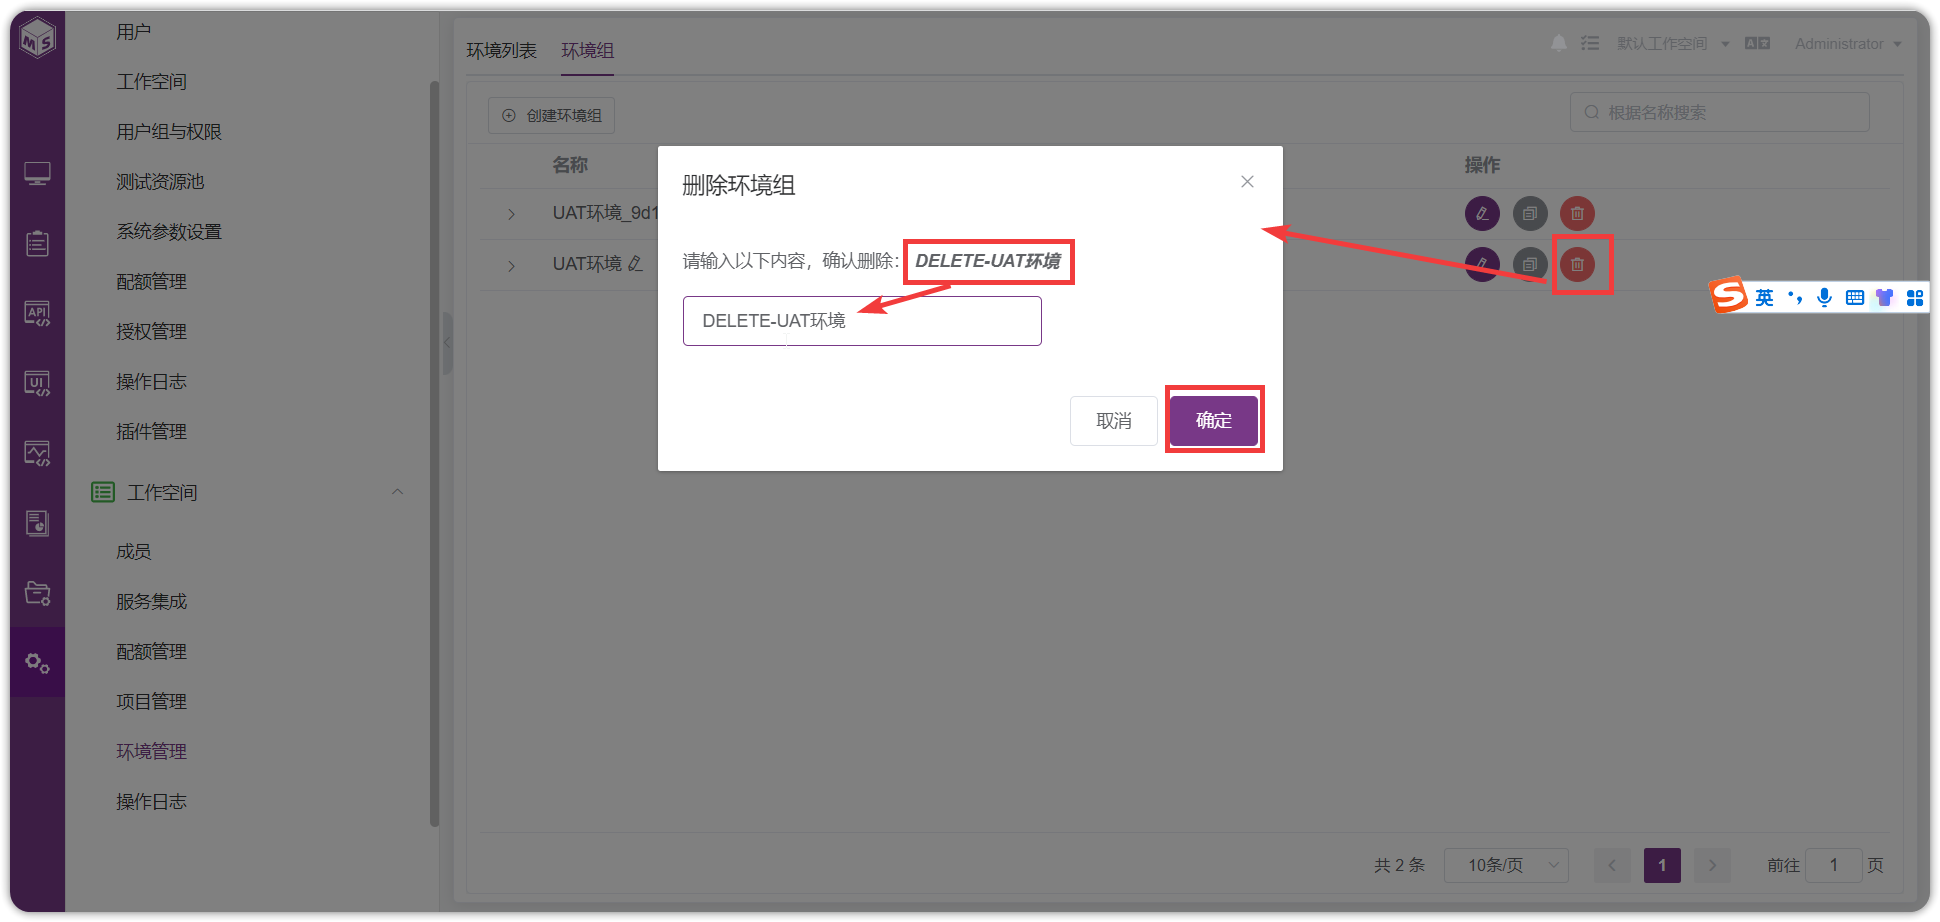 MS
用户
工作空间
用户组与权限
测试资源池
系统参数设置
配额管理
授权管理
操作日志
插件管理
工作空间
成员
服务集成
配额管理
项目管理
环境管理
操作日志
API
UI
环境列表 环境组
默认工作空间 Administrator
创建环境组
根据名称搜索
名称 操作
UAT环境_9d1
UAT环境
删除环境组
请输入以下内容，确认删除: DELETE-UAT环境
DELETE-UAT环境
取消 确定
英
共 2 条 10条/页 1 前往 1 页